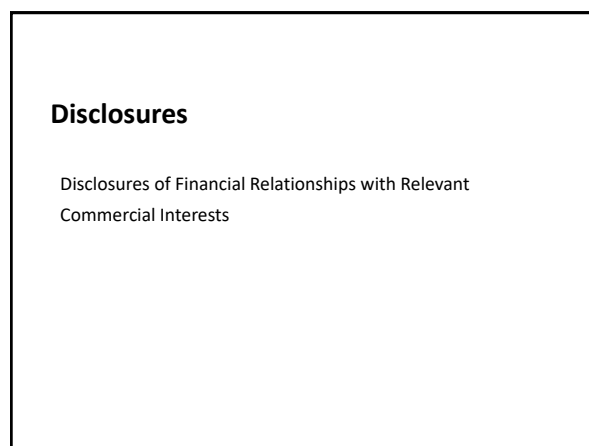 Disclosures
Disclosures of Financial Relationships with Relevant
Commercial Interests